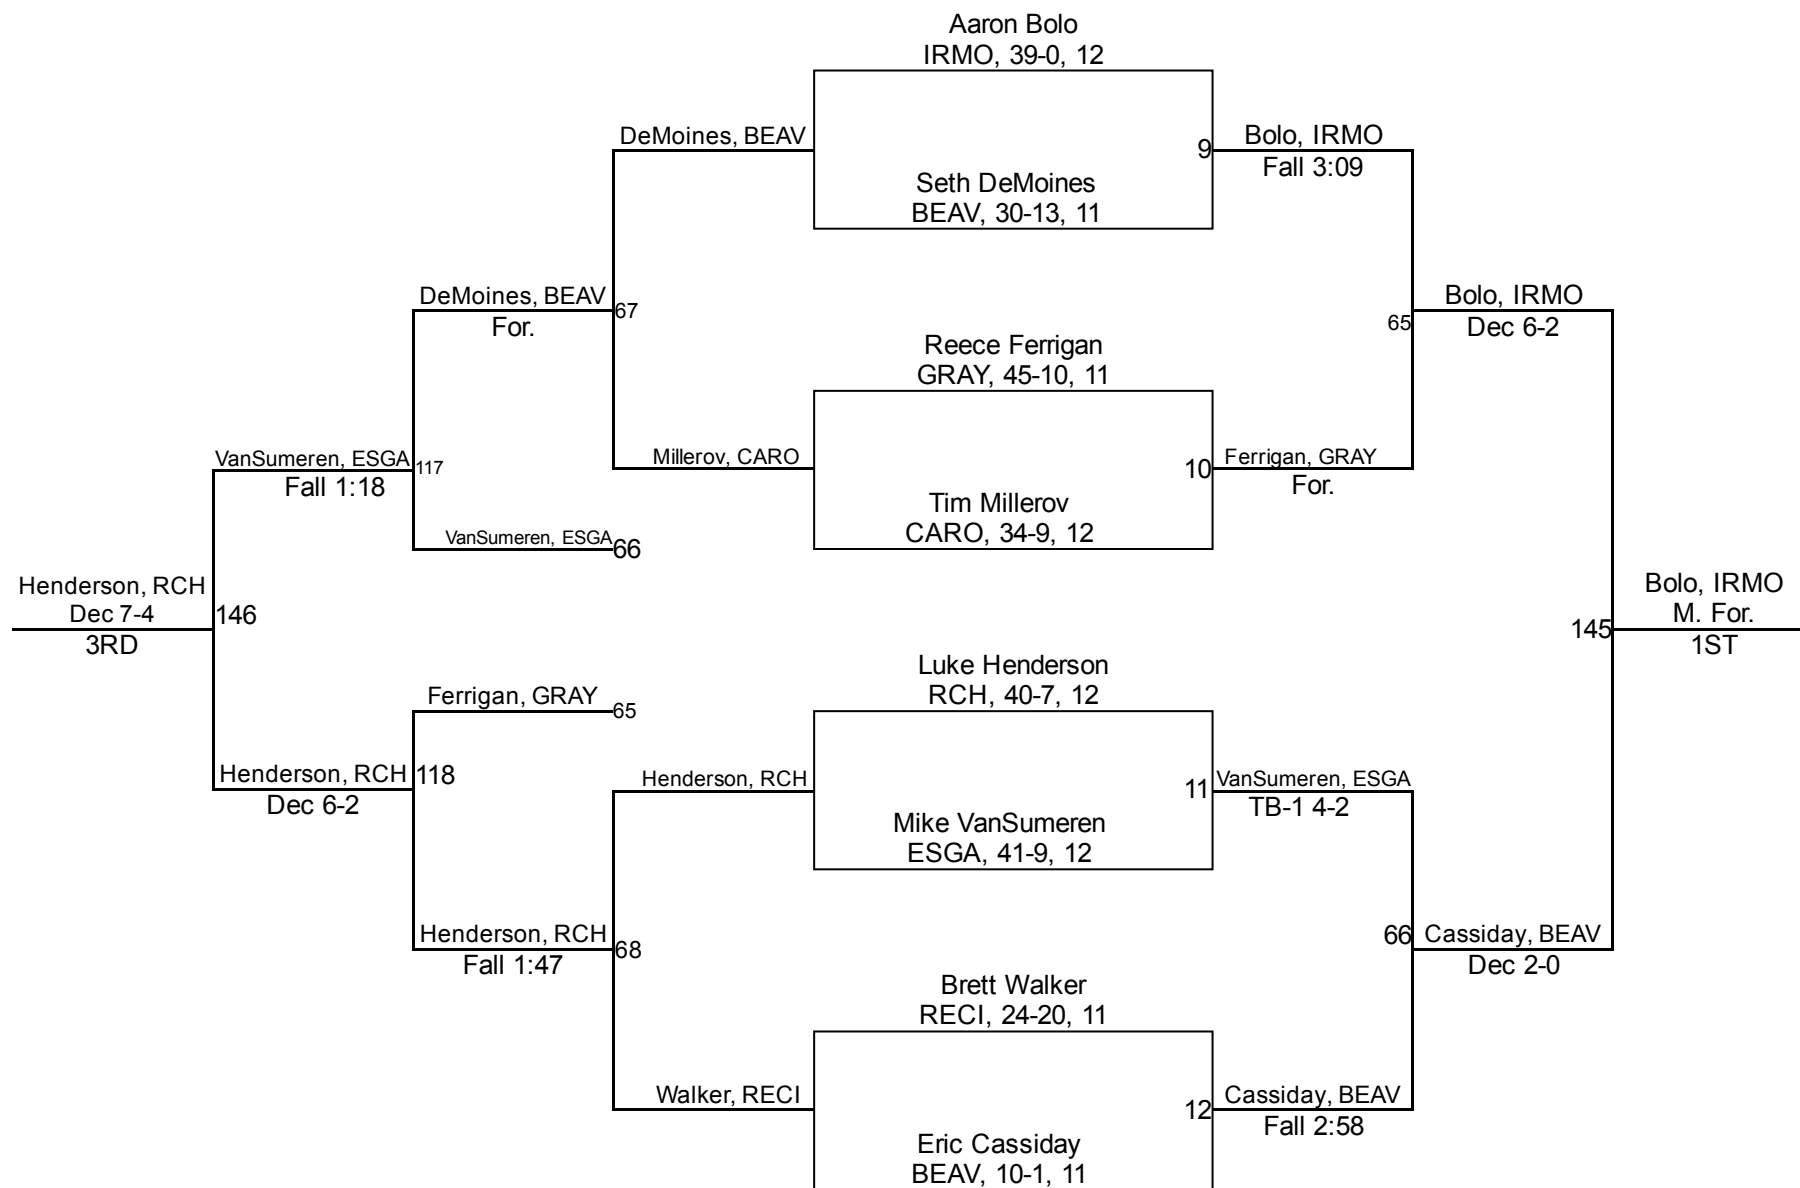 Aaron Bolo
IRMO, 39-0, 12
DeMoines, BEAV
9
Bolo, IRMO
Fall 3:09
Seth DeMoines
BEAV, 30-13, 11
DeMoines, BEAV
67
For.
65
Bolo, IRMO
Dec 6-2
Reece Ferrigan
GRAY, 45-10, 11
VanSumeren, ESGA
117
Fall 1:18
Millerov, CARO
10
Ferrigan, GRAY
For.
Tim Millerov
CARO, 34-9, 12
VanSumeren, ESGA
66
Henderson, RCH
Dec 7-4
3RD
146
145
Bolo, IRMO
M. For.
1ST
Luke Henderson
RCH, 40-7, 12
Ferrigan, GRAY
65
Henderson, RCH
118
Dec 6-2
Henderson, RCH
11
VanSumeren, ESGA
TB-1 4-2
Mike VanSumeren
ESGA, 41-9, 12
Henderson, RCH
68
Fall 1:47
66
Cassiday, BEAV
Dec 2-0
Brett Walker
RECI, 24-20, 11
Walker, RECI
12
Cassiday, BEAV
Fall 2:58
Eric Cassiday
BEAV, 10-1, 11